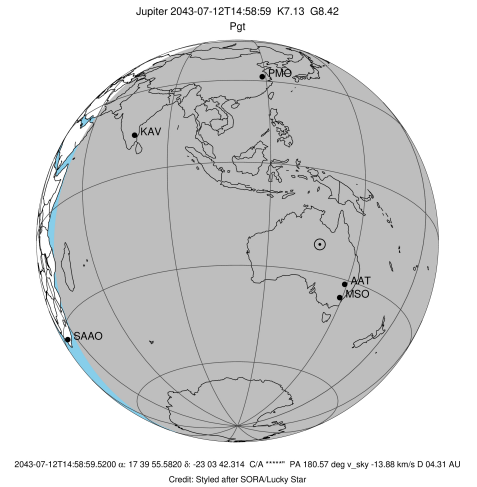 Jupiter 2043-07-12T14:58:59 K7.13 G8.42
Pgt
PMO
KAV
AAT
MSO
SAAO
2043-07-12T14:58:59.5200 α: 17 39 55.5820 δ: -23 03 42.314 C/A *****" PA 180.57 deg v_sky -13.88 km/s D 04.31 AU
Credit: Styled after SORA/Lucky Star